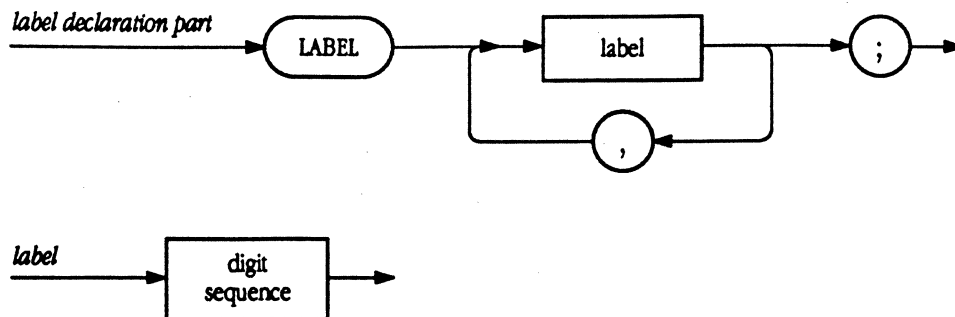 label declaration part
LABEL
label
;
,
label
digit
sequence